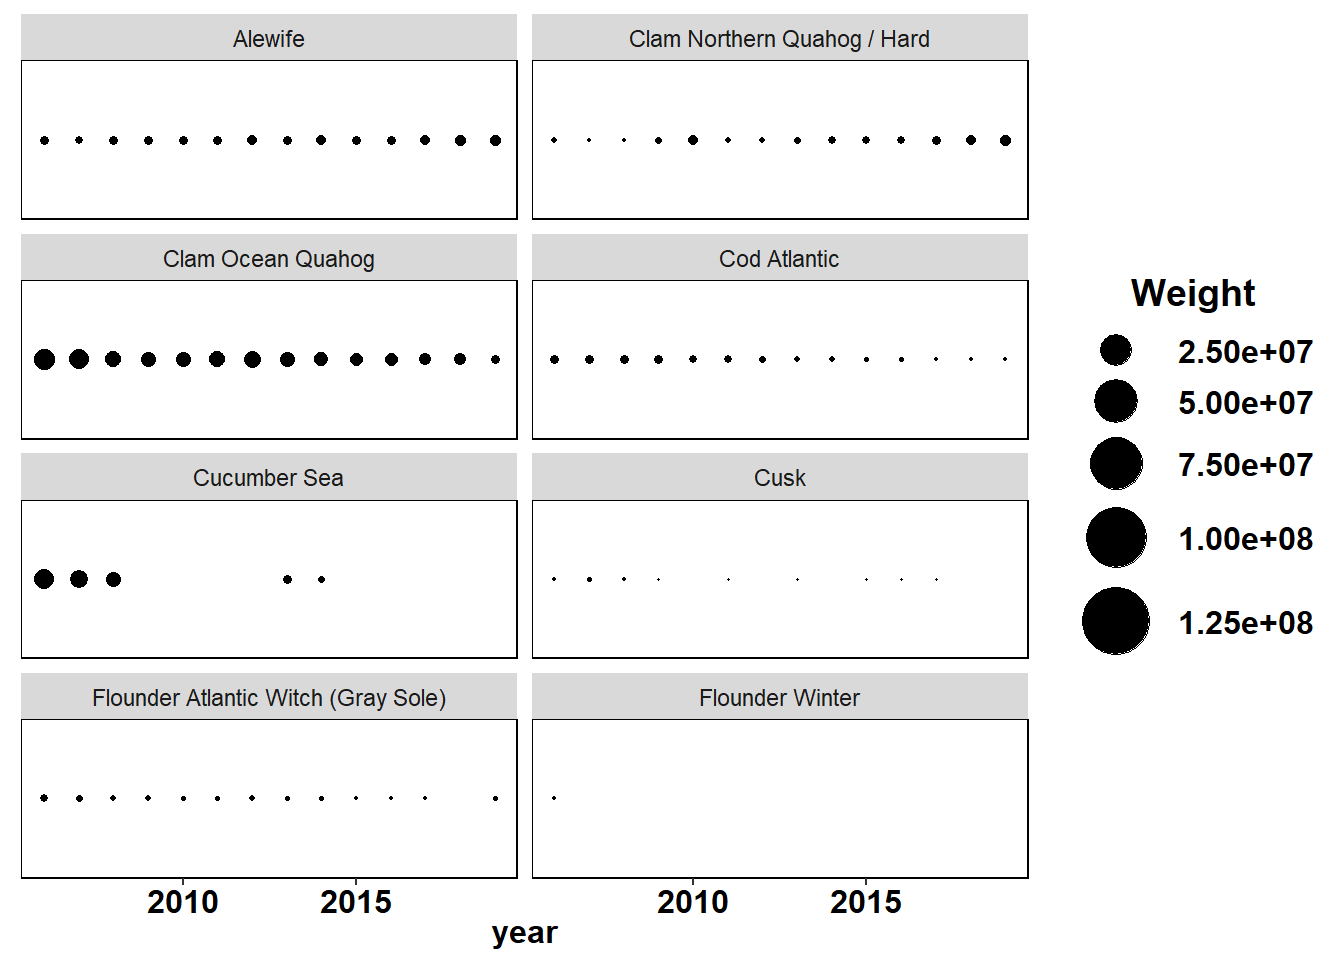 Alewife
Clam Northern Quahog / Hard
Clam Ocean Quahog
Cod Atlantic
Cucumber Sea
Cusk
Flounder Atlantic Witch (Gray Sole)
Flounder Winter
2010 2015
2010 2015
year
Weight
2.50e+07
5.00e+07
7.50e+07
1.00e+08
1.25e+08